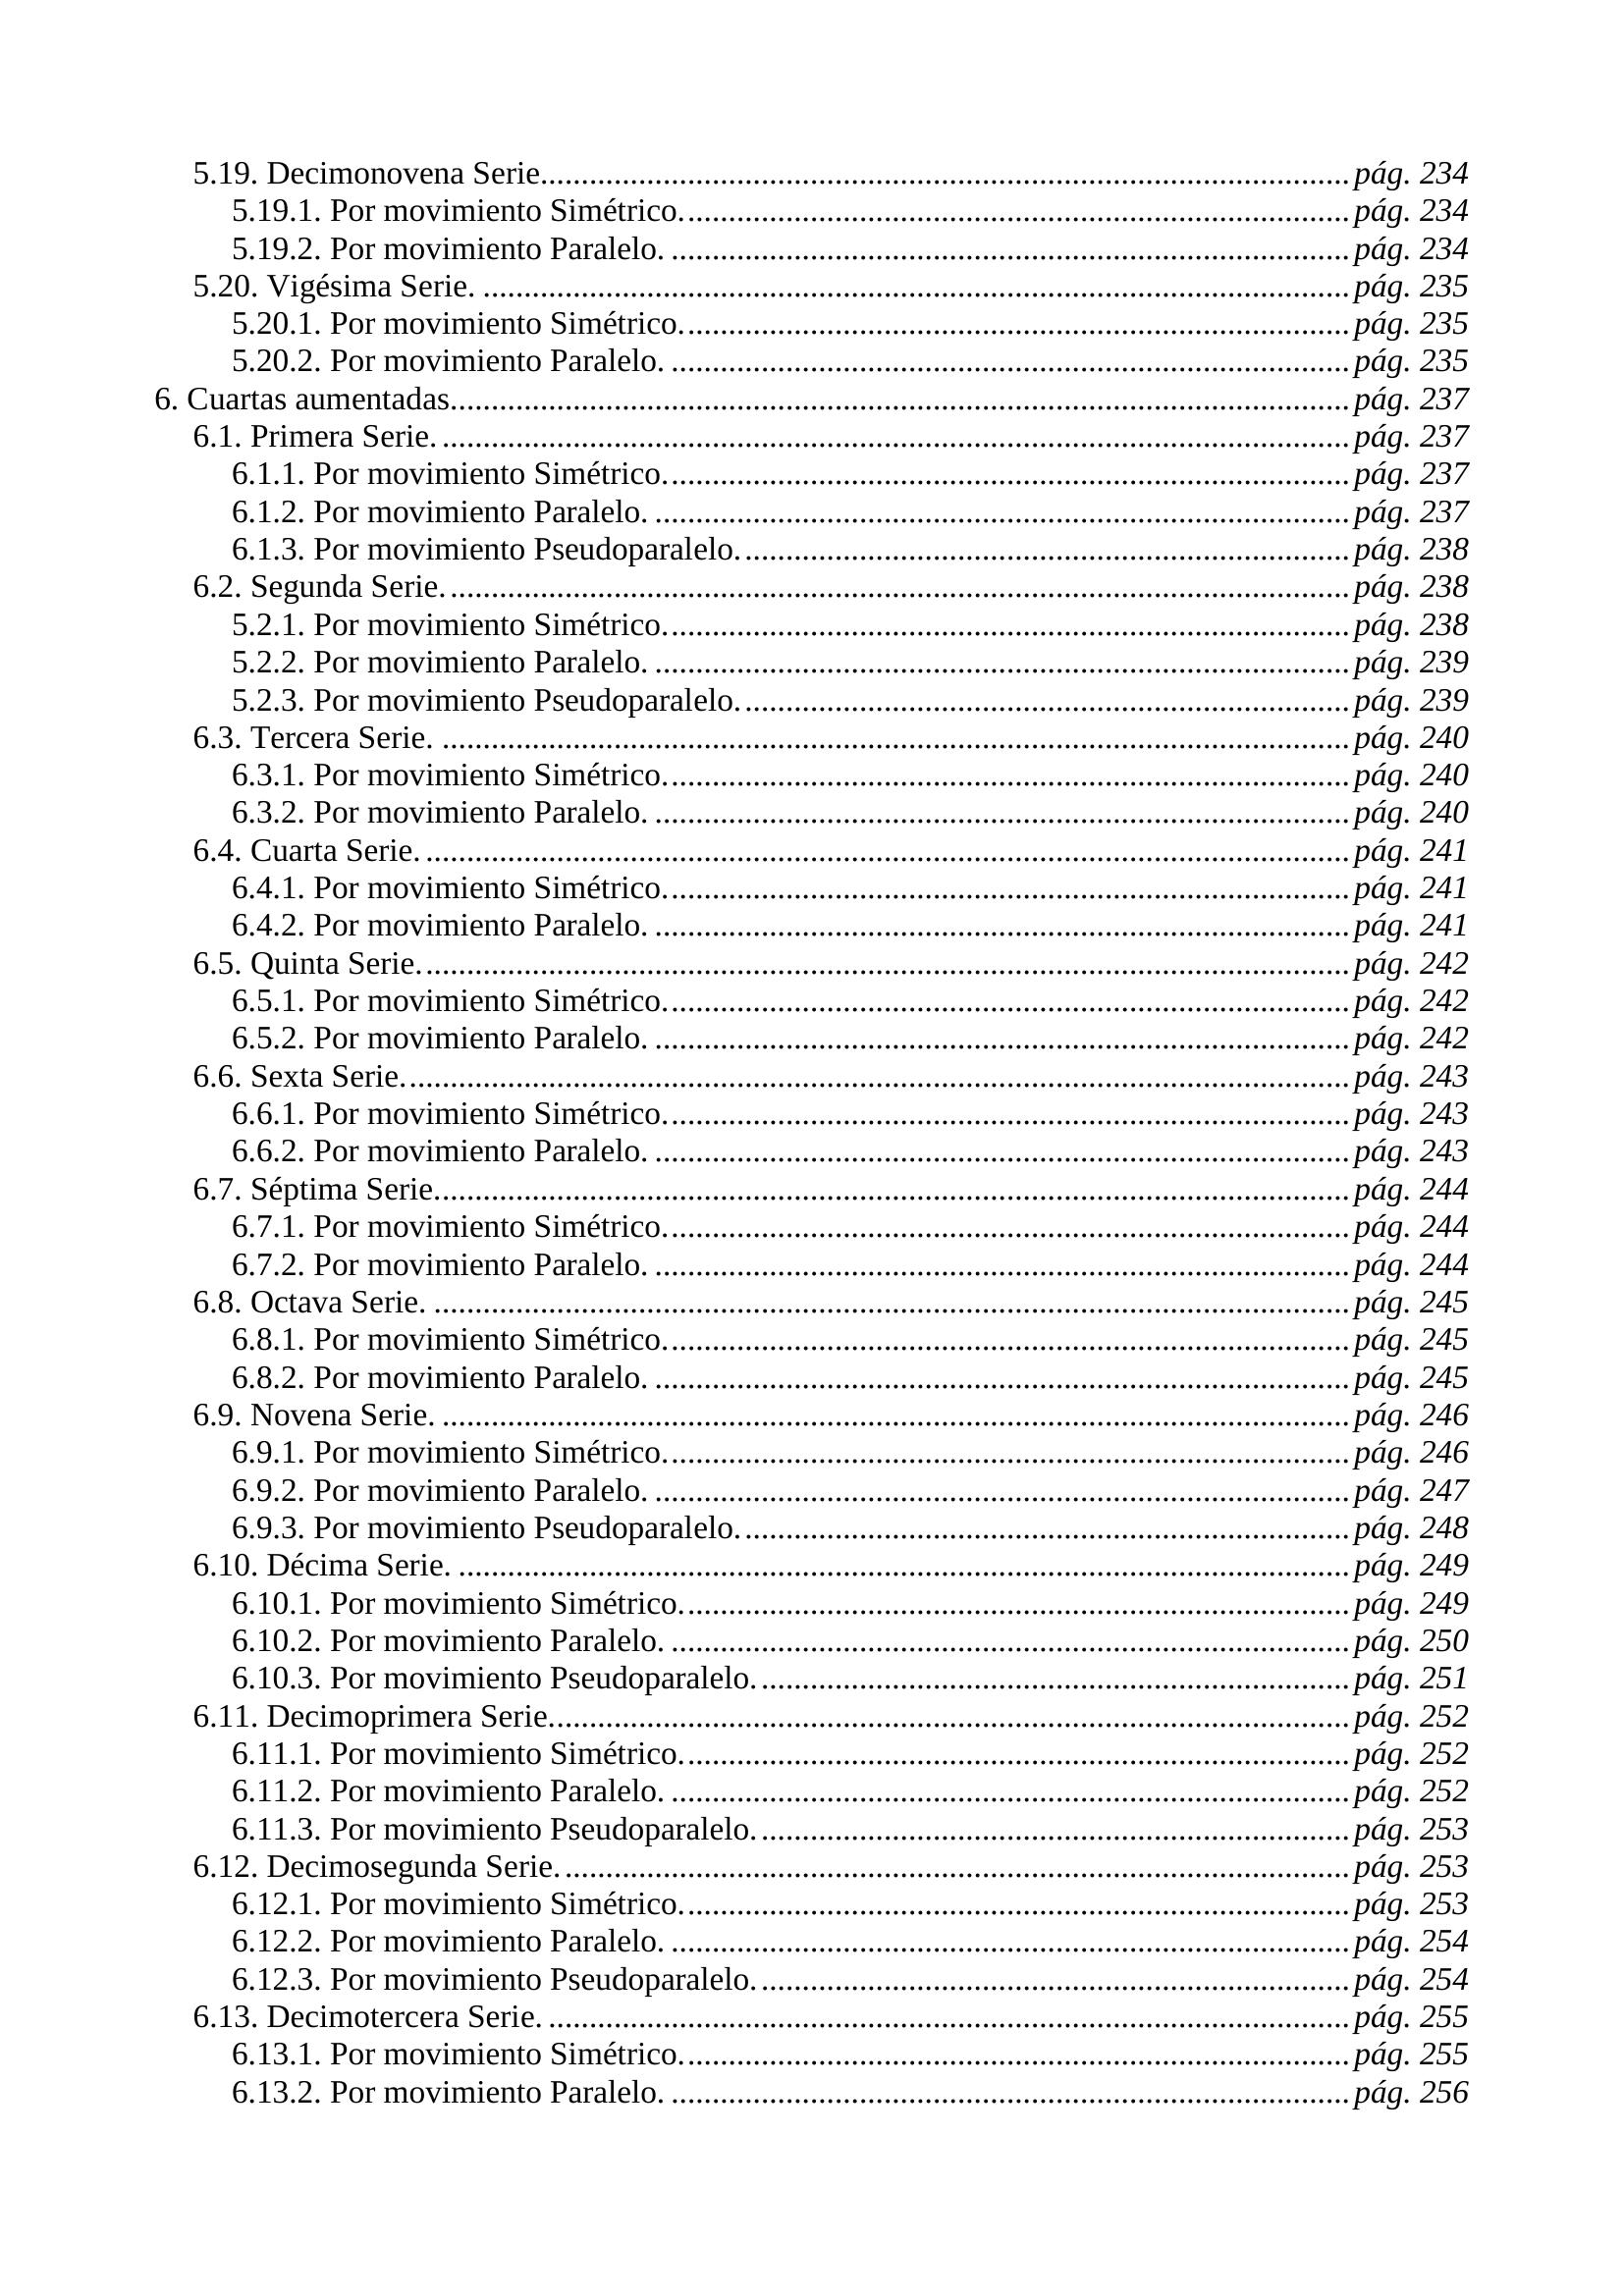 5.19. Decimonovena Serie. pág. 234
5.19.1. Por movimiento Simétrico. pág. 234
5.19.2. Por movimiento Paralelo. pág. 234
5.20. Vigésima Serie. pág. 235
5.20.1. Por movimiento Simétrico. pág. 235
5.20.2. Por movimiento Paralelo. pág. 235
6. Cuartas aumentadas. pág. 237
6.1. Primera Serie. pág. 237
6.1.1. Por movimiento Simétrico. pág. 237
6.1.2. Por movimiento Paralelo. pág. 237
6.1.3. Por movimiento Pseudoparalelo. pág. 238
6.2. Segunda Serie. pág. 238
5.2.1. Por movimiento Simétrico. pág. 238
5.2.2. Por movimiento Paralelo. pág. 239
5.2.3. Por movimiento Pseudoparalelo. pág. 239
6.3. Tercera Serie. pág. 240
6.3.1. Por movimiento Simétrico. pág. 240
6.3.2. Por movimiento Paralelo. pág. 240
6.4. Cuarta Serie. pág. 241
6.4.1. Por movimiento Simétrico. pág. 241
6.4.2. Por movimiento Paralelo. pág. 241
6.5. Quinta Serie. pág. 242
6.5.1. Por movimiento Simétrico. pág. 242
6.5.2. Por movimiento Paralelo. pág. 242
6.6. Sexta Serie. pág. 243
6.6.1. Por movimiento Simétrico. pág. 243
6.6.2. Por movimiento Paralelo. pág. 243
6.7. Séptima Serie. pág. 244
6.7.1. Por movimiento Simétrico. pág. 244
6.7.2. Por movimiento Paralelo. pág. 244
6.8. Octava Serie. pág. 245
6.8.1. Por movimiento Simétrico. pág. 245
6.8.2. Por movimiento Paralelo. pág. 245
6.9. Novena Serie. pág. 246
6.9.1. Por movimiento Simétrico. pág. 246
6.9.2. Por movimiento Paralelo. pág. 247
6.9.3. Por movimiento Pseudoparalelo. pág. 248
6.10. Décima Serie. pág. 249
6.10.1. Por movimiento Simétrico. pág. 249
6.10.2. Por movimiento Paralelo. pág. 250
6.10.3. Por movimiento Pseudoparalelo. pág. 251
6.11. Decimoprimera Serie. pág. 252
6.11.1. Por movimiento Simétrico. pág. 252
6.11.2. Por movimiento Paralelo. pág. 252
6.11.3. Por movimiento Pseudoparalelo. pág. 253
6.12. Decimosegunda Serie. pág. 253
6.12.1. Por movimiento Simétrico. pág. 253
6.12.2. Por movimiento Paralelo. pág. 254
6.12.3. Por movimiento Pseudoparalelo. pág. 254
6.13. Decimotercera Serie. pág. 255
6.13.1. Por movimiento Simétrico. pág. 255
6.13.2. Por movimiento Paralelo. pág. 256